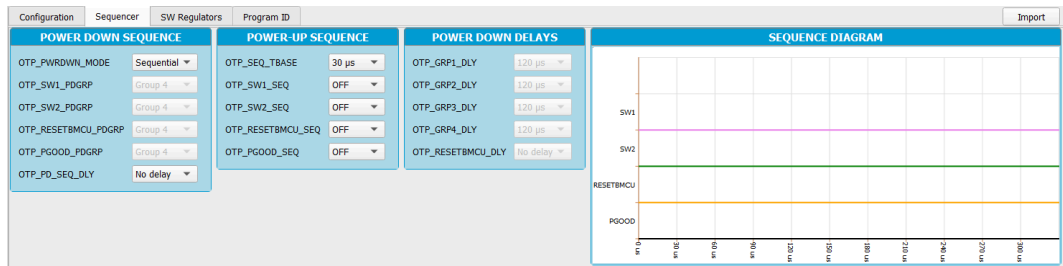 Configuration Sequencer SW Regulators Program ID Import
POWER DOWN SEQUENCE
OTP_PWRDWN_MODE Sequential
OTP_SW1_PDGRP Group 4
OTP_SW2_PDGRP Group 4
OTP_RESETBMCU_PDGRP Group 4
OTP_PGOOD_PDGRP Group 4
OTP_PD_SEQ_DLY No delay
POWER-UP SEQUENCE
OTP_SEQ_TBASE 30 µs
OTP_SW1_SEQ OFF
OTP_SW2_SEQ OFF
OTP_RESETBMCU_SEQ OFF
OTP_PGOOD_SEQ OFF
POWER DOWN DELAYS
OTP_GRP1_DLY 120 µs
OTP_GRP2_DLY 120 µs
OTP_GRP3_DLY 120 µs
OTP_GRP4_DLY 120 µs
OTP_RESETBMCU_DLY No delay
SEQUENCE DIAGRAM
SW1
SW2
RESETBMCU
PGOOD
0 us 30 us 60 us 90 us 120 us 150 us 180 us 210 us 240 us 270 us 300 us